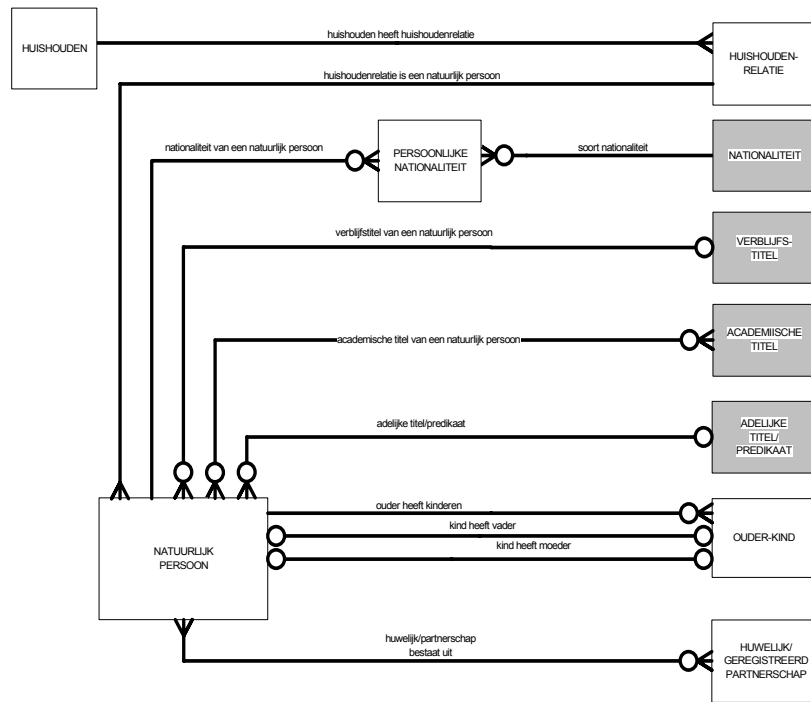 huishouden heeft huishoudenrelatie
HUISHOUDEN
HUISHOUDEN-
RELATIE
huishoudenrelatie is een natuurlijk persoon
nationaliteit van een natuurlijk persoon
PERSOONLIJKE
NATIONALITEIT
soort nationaliteit
NATIONALITEIT
verblijfstitel van een natuurlijk persoon
VERBLIJFS-
TITEL
academische titel van een natuurlijk persoon
ACADEMIISCHE
TITEL
adelijke titel/predikaat
ADELIJKE
TITEL/
PREDIKAAT
ouder heeft kinderen
kind heeft vader
kind heeft moeder
OUDER-KIND
NATUURLIJK
PERSOON
huwelijk/partnerschap
bestaat uit
HUWELIJK/
GEREGISTREERD
PARTNERSCHAP